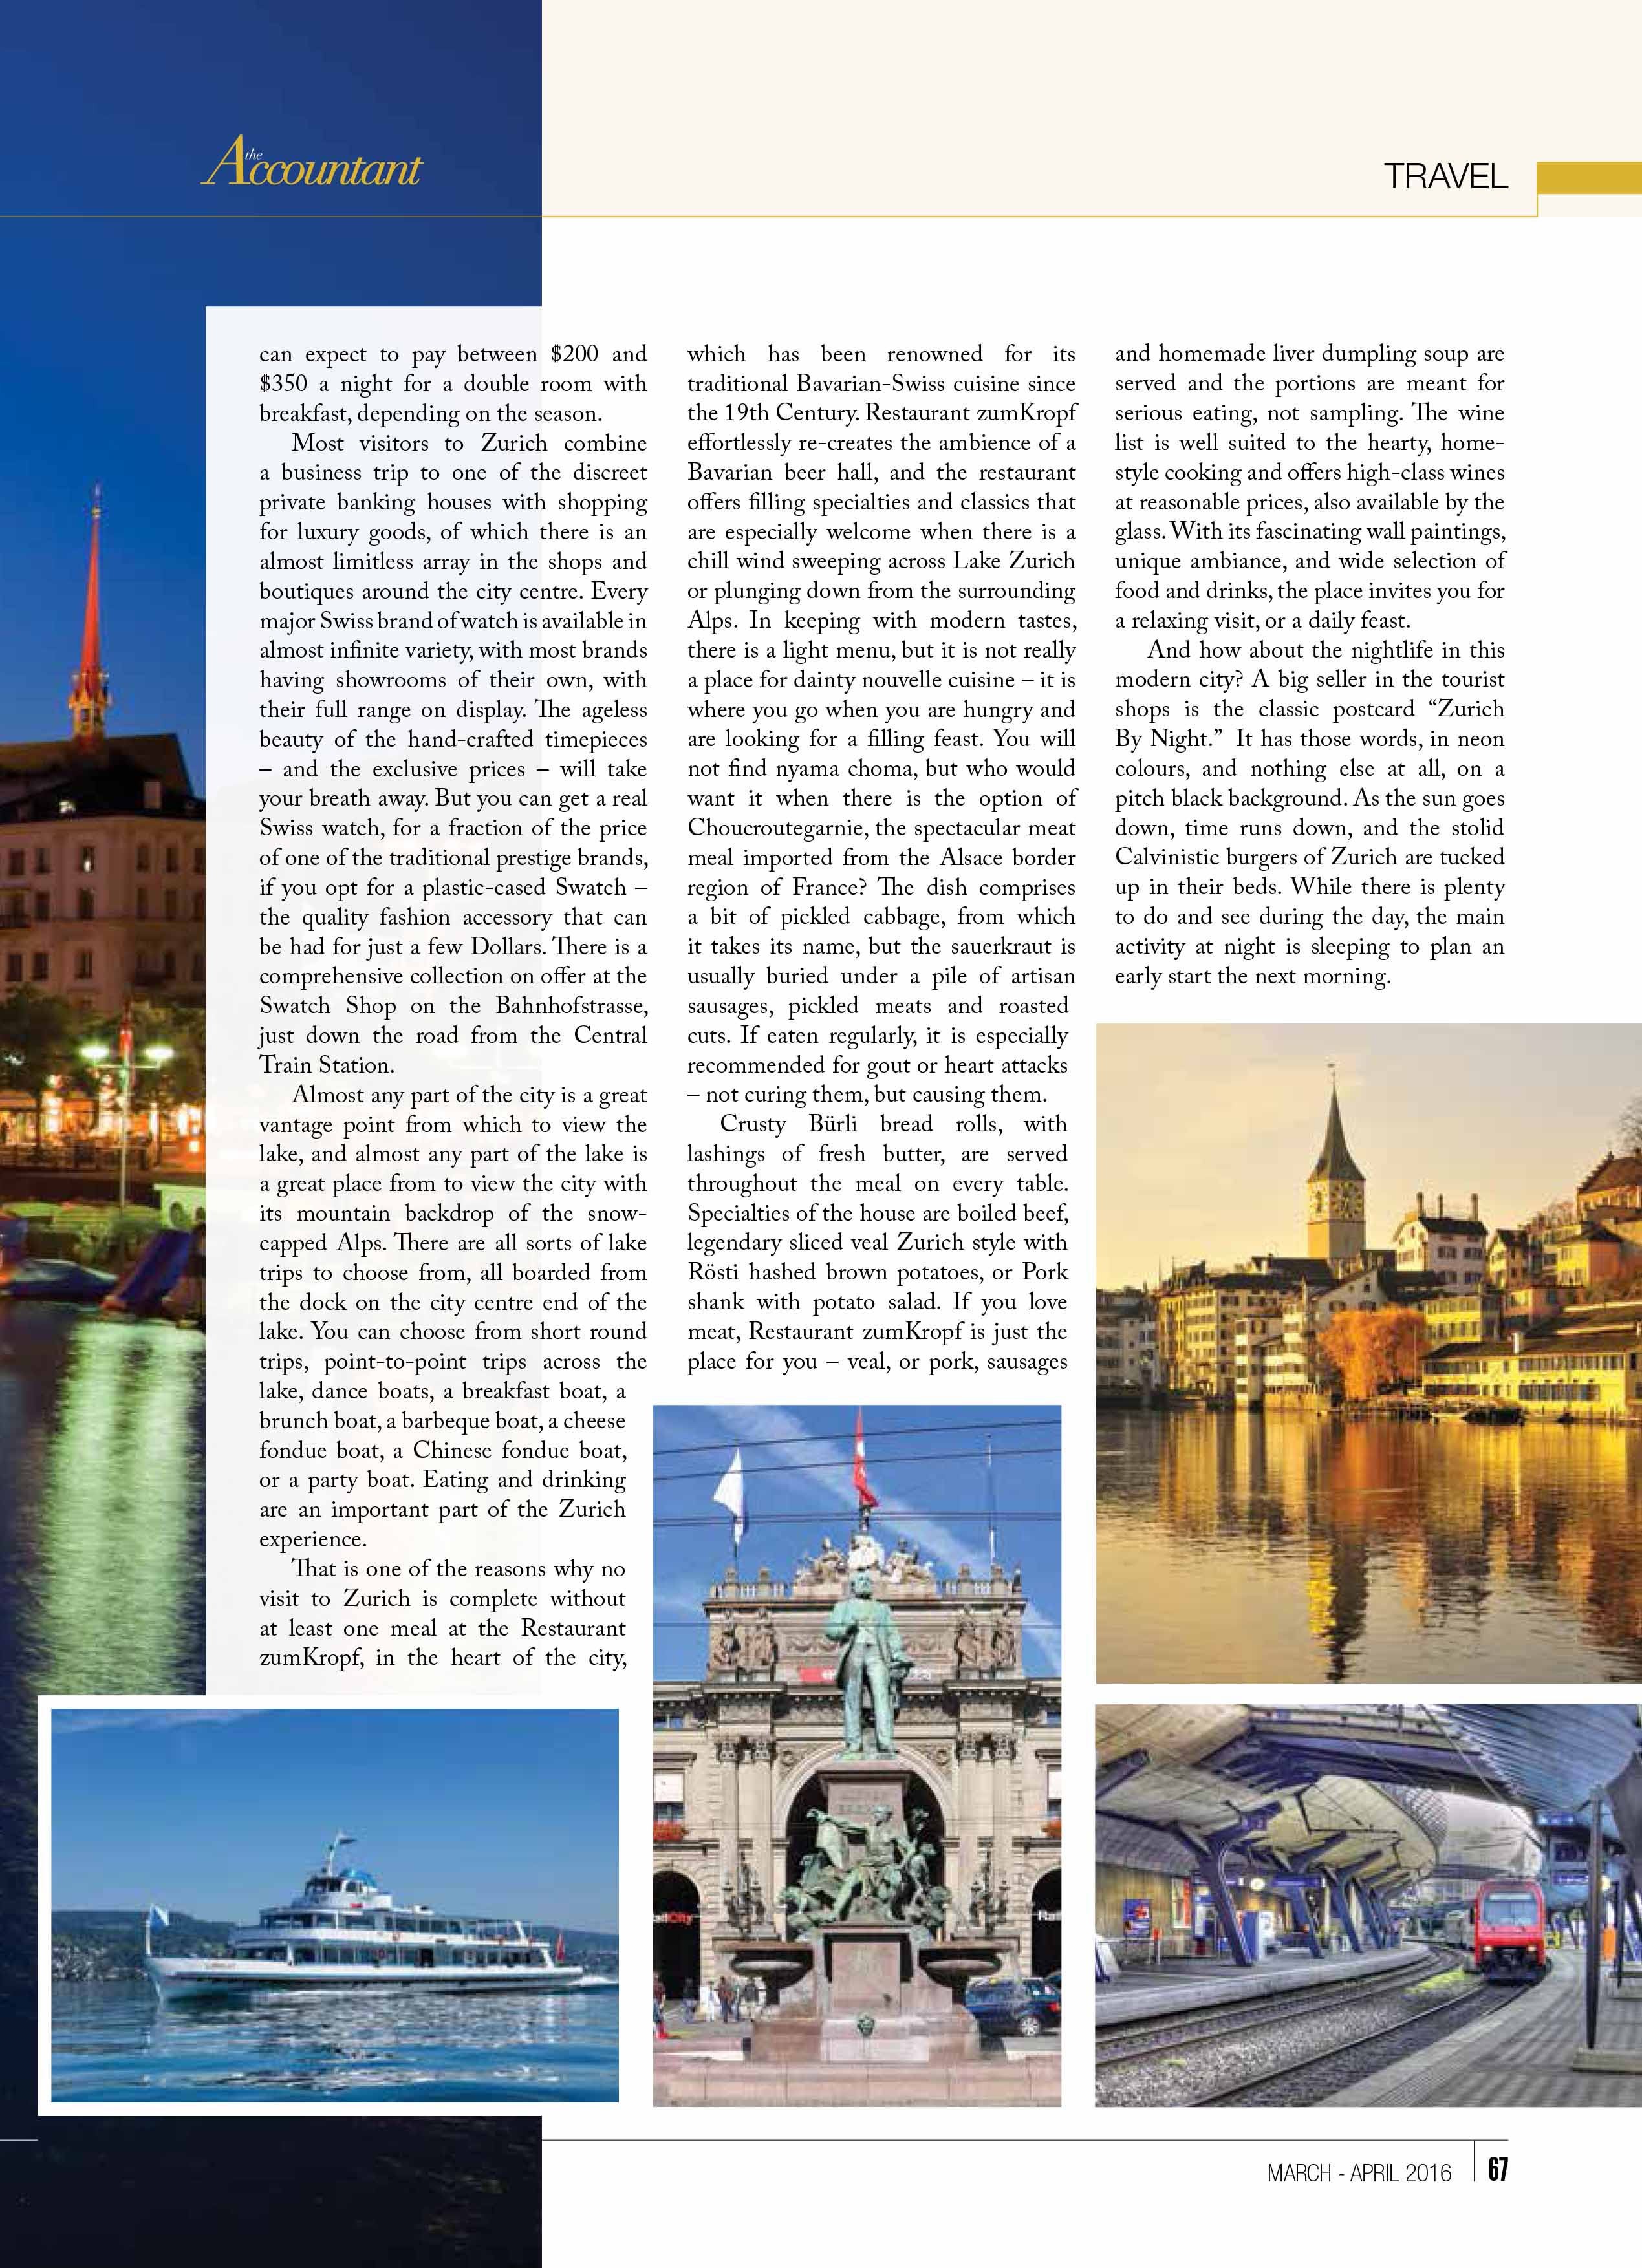 the Accountant
TRAVEL
can expect to pay between $200 and
$350 a night for a double room with
breakfast, depending on the season.
Most visitors to Zurich combine
a business trip to one of the discreet
private banking houses with shopping
for luxury goods, of which there is an
almost limitless array in the shops and
boutiques around the city centre. Every
major Swiss brand of watch is available in
almost infinite variety, with most brands
having showrooms of their own, with
their full range on display. The ageless
beauty of the hand-crafted timepieces
– and the exclusive prices – will take
your breath away. But you can get a real
Swiss watch, for a fraction of the price
of one of the traditional prestige brands,
if you opt for a plastic-cased Swatch –
the quality fashion accessory that can
be had for just a few Dollars. There is a
comprehensive collection on offer at the
Swatch Shop on the Bahnhofstrasse,
just down the road from the Central
Train Station.
Almost any part of the city is a great
vantage point from which to view the
lake, and almost any part of the lake is
a great place from to view the city with
its mountain backdrop of the snow-
capped Alps. There are all sorts of lake
trips to choose from, all boarded from
the dock on the city centre end of the
lake. You can choose from short round
trips, point-to-point trips across the
lake, dance boats, a breakfast boat, a
brunch boat, a barbeque boat, a cheese
fondue boat, a Chinese fondue boat,
or a party boat. Eating and drinking
are an important part of the Zurich
experience.
That is one of the reasons why no
visit to Zurich is complete without
at least one meal at the Restaurant
zumKropf, in the heart of the city,
which has been renowned for its
traditional Bavarian-Swiss cuisine since
the 19th Century. Restaurant zumKropf
effortlessly re-creates the ambience of a
Bavarian beer hall, and the restaurant
offers filling specialties and classics that
are especially welcome when there is a
chill wind sweeping across Lake Zurich
or plunging down from the surrounding
Alps. In keeping with modern tastes,
there is a light menu, but it is not really
a place for dainty nouvelle cuisine – it is
where you go when you are hungry and
are looking for a filling feast. You will
not find nyama choma, but who would
want it when there is the option of
Choucroutegarnie, the spectacular meat
meal imported from the Alsace border
region of France? The dish comprises
a bit of pickled cabbage, from which
it takes its name, but the sauerkraut is
usually buried under a pile of artisan
sausages, pickled meats and roasted
cuts. If eaten regularly, it is especially
recommended for gout or heart attacks
– not curing them, but causing them.
Crusty Bürli bread rolls, with
lashings of fresh butter, are served
throughout the meal on every table.
Specialties of the house are boiled beef,
legendary sliced veal Zurich style with
Rösti hashed brown potatoes, or Pork
shank with potato salad. If you love
meat, Restaurant zumKropf is just the
place for you – veal, or pork, sausages
and homemade liver dumpling soup are
served and the portions are meant for
serious eating, not sampling. The wine
list is well suited to the hearty, home-
style cooking and offers high-class wines
at reasonable prices, also available by the
glass. With its fascinating wall paintings,
unique ambiance, and wide selection of
food and drinks, the place invites you for
a relaxing visit, or a daily feast.
And how about the nightlife in this
modern city? A big seller in the tourist
shops is the classic postcard “Zurich
By Night.” It has those words, in neon
colours, and nothing else at all, on a
pitch black background. As the sun goes
down, time runs down, and the stolid
Calvinistic burgers of Zurich are tucked
up in their beds. While there is plenty
to do and see during the day, the main
activity at night is sleeping to plan an
early start the next morning.
MARCH - APRIL 2016
67